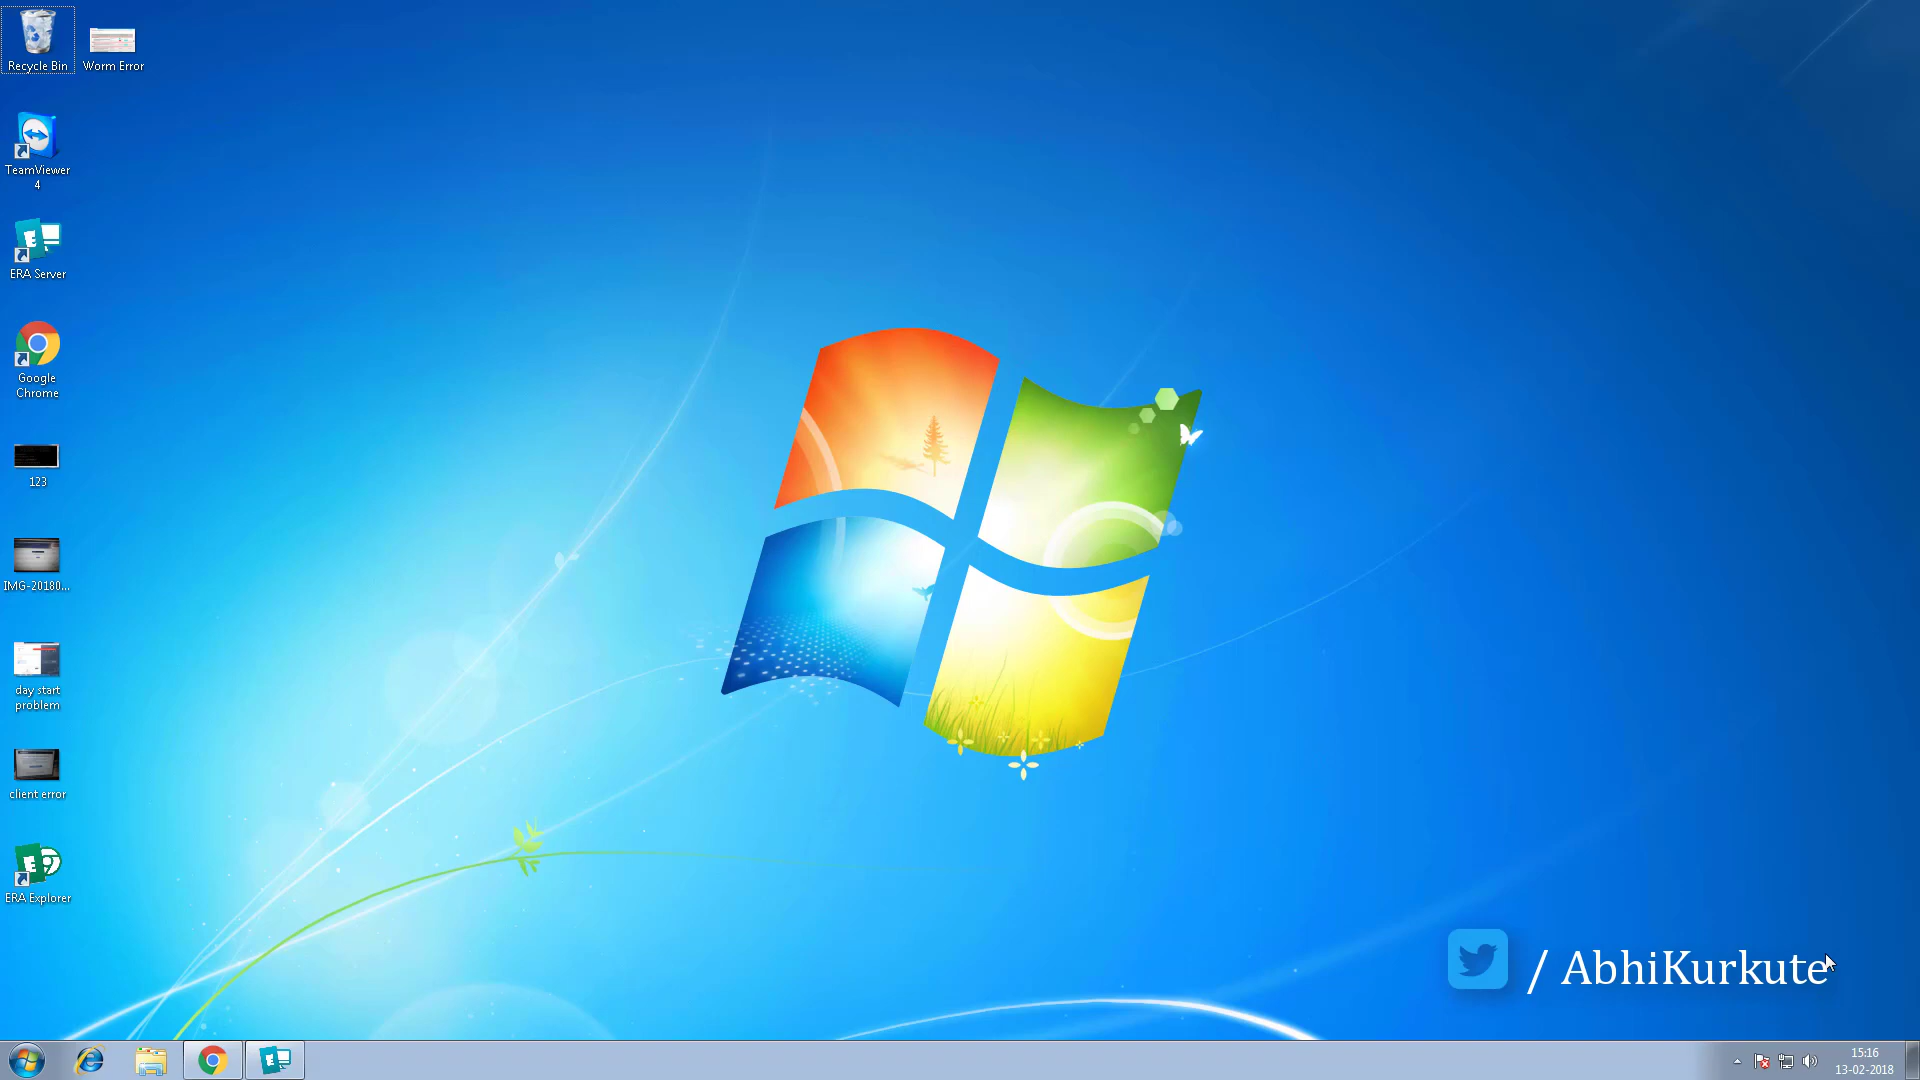 Recycle Bin
Worm Error
TeamViewer
4
ERA Server
Google
Chrome
123
IMG-20180...
day start
problem
client error
ERA Explorer
/ AbhiKurkute
15:16
13-02-2018